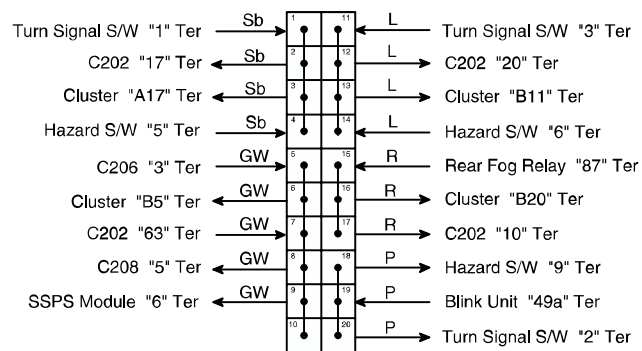 Turn Signal S/W "1" Ter Sb 1 11 L Turn Signal S/W "3" Ter
C202 "17" Ter Sb 2 12 L C202 "20" Ter
Cluster "A17" Ter Sb 3 13 L Cluster "B11" Ter
Hazard S/W "5" Ter Sb 4 14 L Hazard S/W "6" Ter
C206 "3" Ter GW 5 15 R Rear Fog Relay "87" Ter
Cluster "B5" Ter GW 6 16 R Cluster "B20" Ter
C202 "63" Ter GW 7 17 R C202 "10" Ter
C208 "5" Ter GW 8 18 P Hazard S/W "9" Ter
SSPS Module "6" Ter GW 9 19 P Blink Unit "49a" Ter
10 20 P Turn Signal S/W "2" Ter